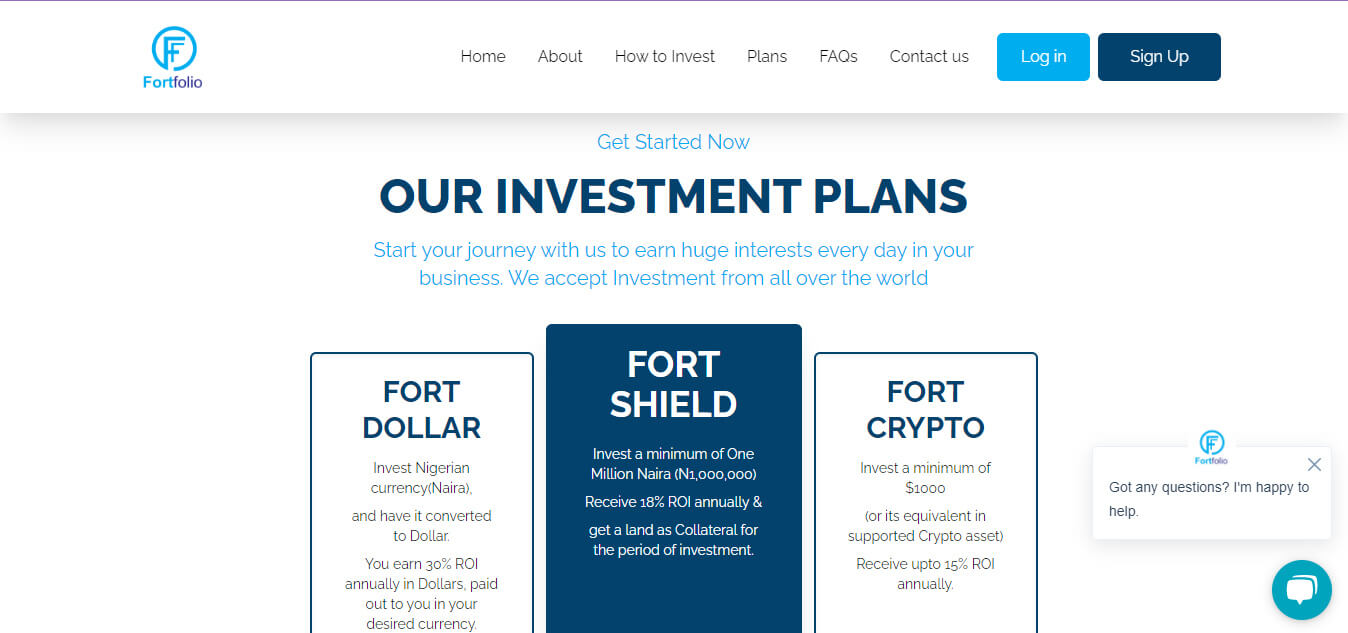 Fortfolio
Home About How to Invest Plans FAQs Contact us Log in Sign Up
Get Started Now
OUR INVESTMENT PLANS
Start your journey with us to earn huge interests every day in your
business. We accept Investment from all over the world
FORT
DOLLAR
Invest Nigerian
currency(Naira),
and have it converted
to Dollar.
You earn 30% ROI
annually in Dollars, paid
out to you in your
desired currency.
FORT
SHIELD
Invest a minimum of One
Million Naira (N1,000,000)
Receive 18% ROI annually &
get a land as Collateral for
the period of investment.
FORT
CRYPTO
Invest a minimum of
$1000
(or its equivalent in
supported Crypto asset)
Receive upto 15% ROI
annually.
Fortfolio
Got any questions? I'm happy to
help.